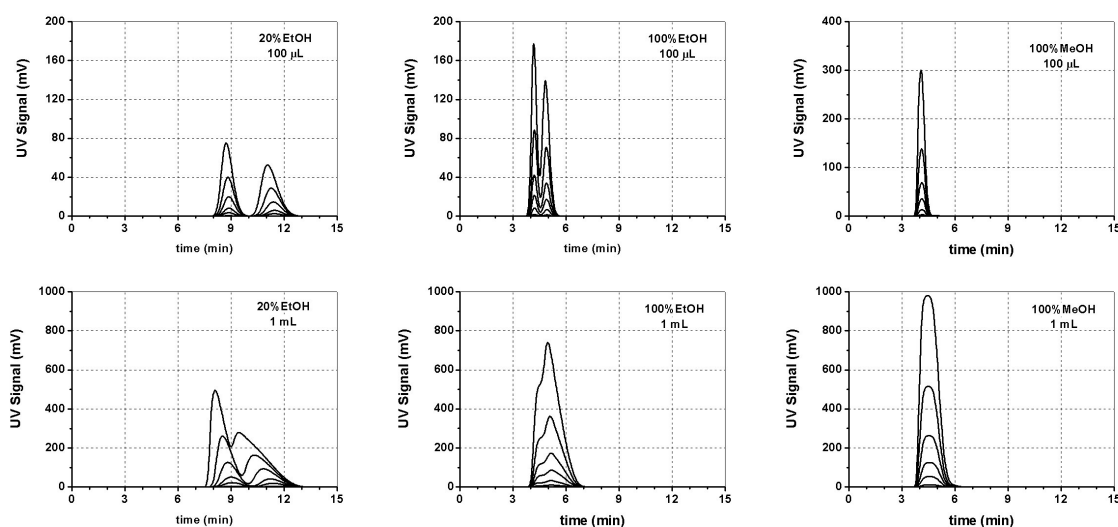 UV Signal (mV)
200
160
120
80
40
0
20%EtOH
100 µL
0 3 6 9 12 15
time (min)
UV Signal (mV)
200
160
120
80
40
0
100%EtOH
100 µL
0 3 6 9 12 15
time (min)
UV Signal (mV)
400
300
200
100
0
100%MeOH
100 µL
0 3 6 9 12 15
time (min)
UV Signal (mV)
1000
800
600
400
200
0
20%EtOH
1 mL
0 3 6 9 12 15
time (min)
UV Signal (mV)
1000
800
600
400
200
0
100%EtOH
1 mL
0 3 6 9 12 15
time (min)
UV Signal (mV)
1000
800
600
400
200
0
100%MeOH
1 mL
0 3 6 9 12 15
time (min)